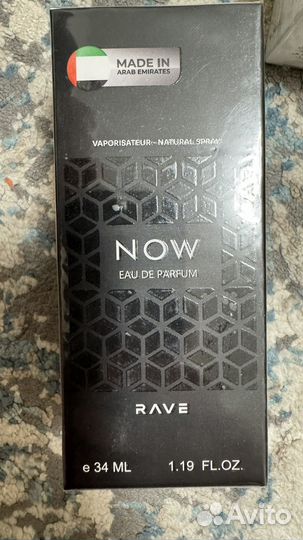 MADE IN
ARAB EMIRATES
VAPORISATEUR - NATURAL SPRAY
NOW
EAU DE PARFUM
RAVE
e 34 ML 1.19 FL.OZ.
Avito